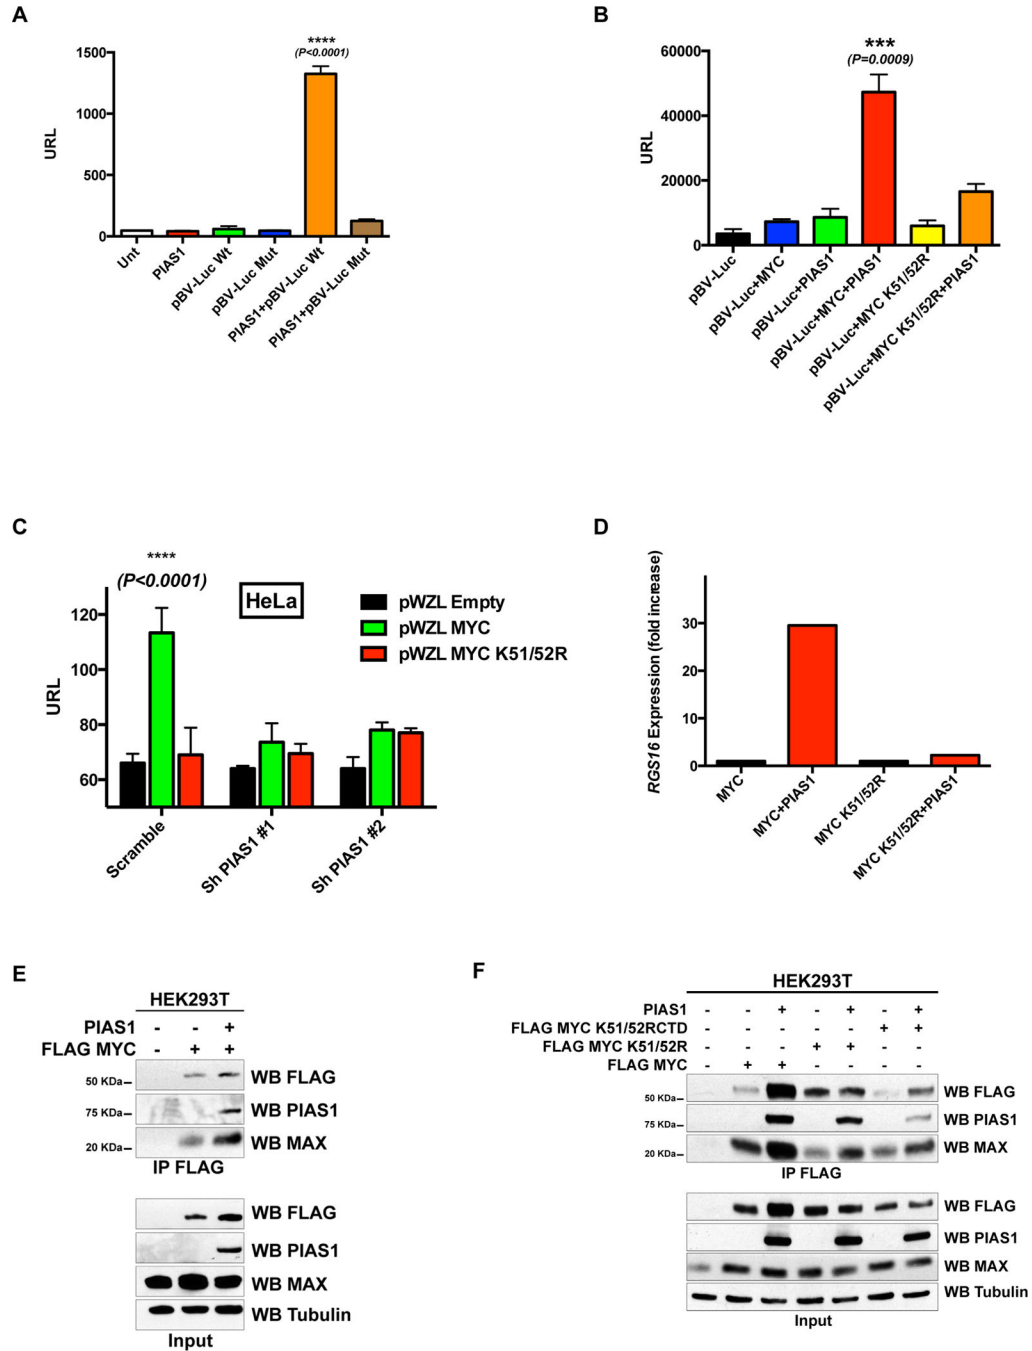 A
URL
1500
1000
500
0
****
(P<0.0001)
Unt
PIAS1
pBV-Luc Wt
pBV-Luc Mut
PIAS1+pBV-Luc Wt
PIAS1+pBV-Luc Mut
B
URL
60000
40000
20000
0
***
(P=0.0009)
pBV-Luc
pBV-Luc+MYC
pBV-Luc+PIAS1
pBV-Luc+MYC+PIAS1
pBV-Luc+MYC K51/52R
pBV-Luc+MYC K51/52R+PIAS1
C
****
(P<0.0001)
HeLa
pWZL Empty
pWZL MYC
pWZL MYC K51/52R
URL
120
100
80
60
Scramble
Sh PIAS1 #1
Sh PIAS1 #2
D
RGS16 Expression (fold increase)
30
20
10
0
MYC
MYC+PIAS1
MYC K51/52R
MYC K51/52R+PIAS1
E
HEK293T
PIAS1 - - +
FLAG MYC - + +
50 KDa WB FLAG
75 KDa WB PIAS1
20 KDa WB MAX
IP FLAG
WB FLAG
WB PIAS1
WB MAX
WB Tubulin
Input
F
HEK293T
PIAS1 - - + - + - +
FLAG MYC K51/52RCTD - - - - - + +
FLAG MYC K51/52R - - - + + - -
FLAG MYC - + + - - - -
50 KDa WB FLAG
75 KDa WB PIAS1
20 KDa WB MAX
IP FLAG
WB FLAG
WB PIAS1
WB MAX
WB Tubulin
Input